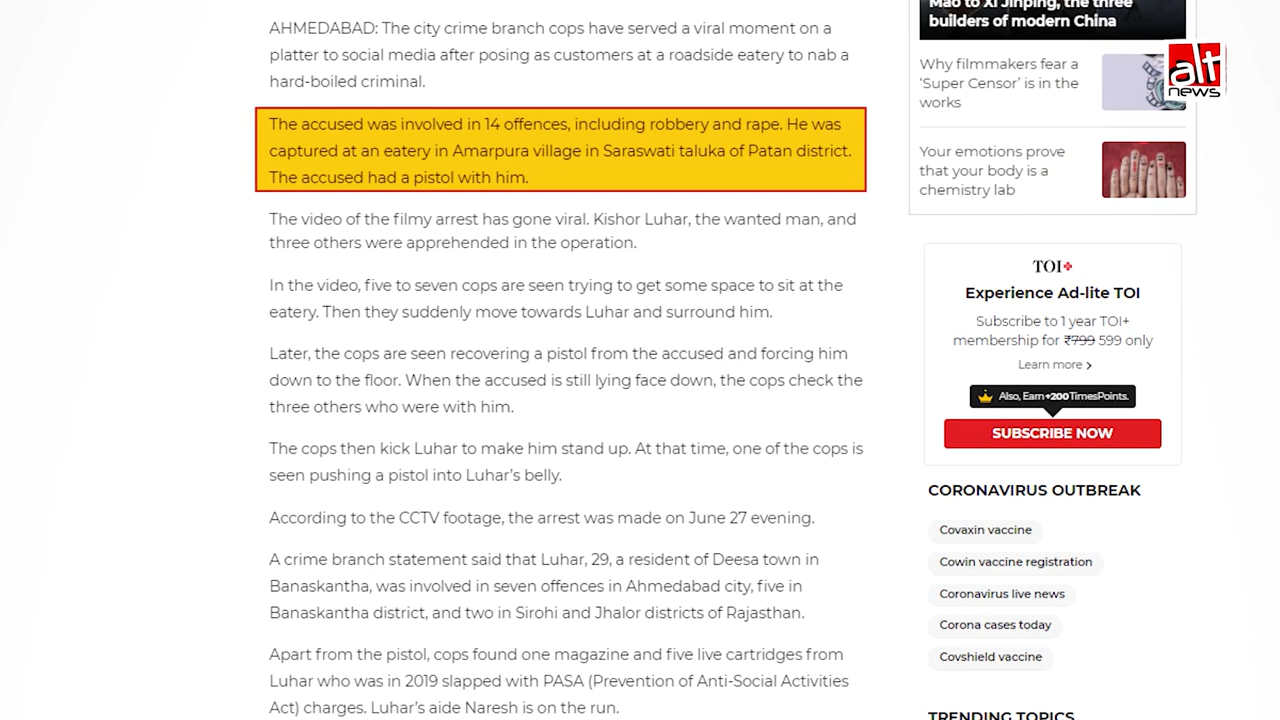 AHMEDABAD: The city crime branch cops have served a viral moment on a
platter to social media after posing as customers at a roadside eatery to nab a
hard-boiled criminal.
The accused was involved in 14 offences, including robbery and rape. He was
captured at an eatery in Amarpura village in Saraswati taluka of Patan district.
The accused had a pistol with him.
The video of the filmy arrest has gone viral. Kishor Luhar, the wanted man, and
three others were apprehended in the operation.
In the video, five to seven cops are seen trying to get some space to sit at the
eatery. Then they suddenly move towards Luhar and surround him.
Later, the cops are seen recovering a pistol from the accused and forcing him
down to the floor. When the accused is still lying face down, the cops check the
three others who were with him.
The cops then kick Luhar to make him stand up. At that time, one of the cops is
seen pushing a pistol into Luhar's belly.
According to the CCTV footage, the arrest was made on June 27 evening.
A crime branch statement said that Luhar, 29, a resident of Deesa town in
Banaskantha, was involved in seven offences in Ahmedabad city, five in
Banaskantha district, and two in Sirohi and Jhalor districts of Rajasthan.
Apart from the pistol, cops found one magazine and five live cartridges from
Luhar who was in 2019 slapped with PASA (Prevention of Anti-Social Activities
Act) charges. Luhar's aide Naresh is on the run.
Mao to Xi Jinping, the three
builders of modern China
alt
news
Why filmmakers fear a
'Super Censor' is in the
works
Your emotions prove
that your body is a
chemistry lab
TOI+
Experience Ad-lite TOI
Subscribe to 1 year TOI+
membership for ₹799 599 only
Learn more >
Also, Earn +200 TimesPoints.
SUBSCRIBE NOW
CORONAVIRUS OUTBREAK
Covaxin vaccine
Cowin vaccine registration
Coronavirus live news
Corona cases today
Covshield vaccine
TRENDING TOPICS